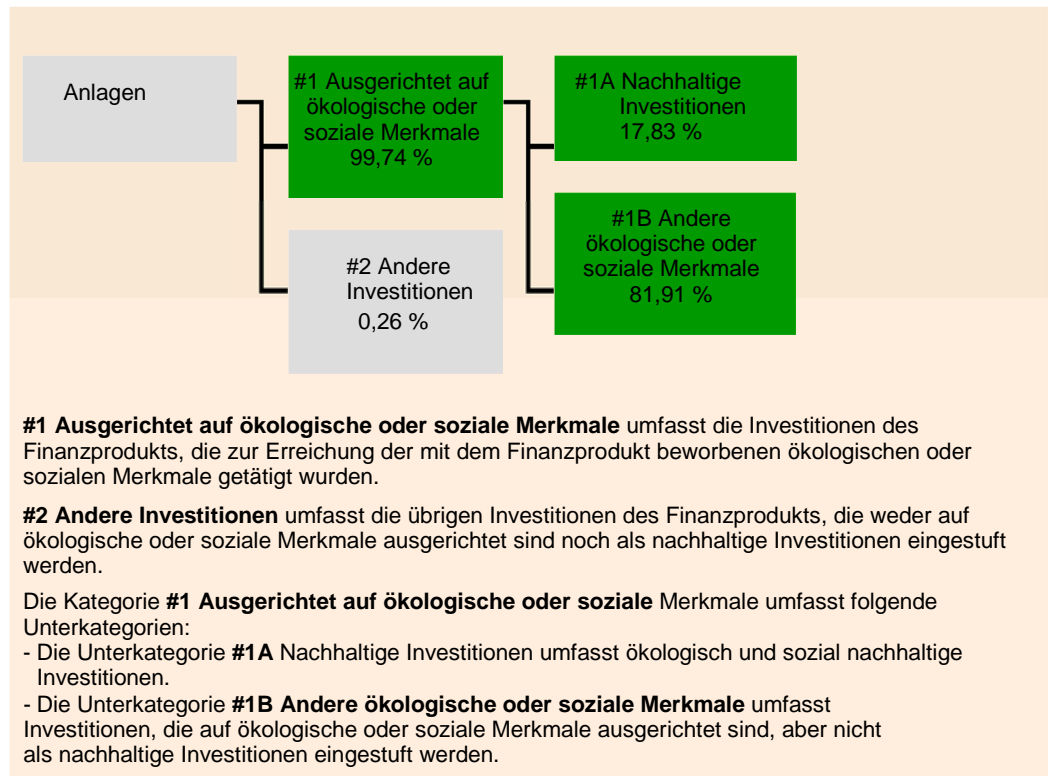 Anlagen
#1 Ausgerichtet auf
ökologische oder
soziale Merkmale
99,74 %
#2 Andere
Investitionen
0,26 %
#1A Nachhaltige
Investitionen
17,83 %
#1B Andere
ökologische oder
soziale Merkmale
81,91 %
#1 Ausgerichtet auf ökologische oder soziale Merkmale umfasst die Investitionen des
Finanzprodukts, die zur Erreichung der mit dem Finanzprodukt beworbenen ökologischen oder
sozialen Merkmale getätigt wurden.
#2 Andere Investitionen umfasst die übrigen Investitionen des Finanzprodukts, die weder auf
ökologische oder soziale Merkmale ausgerichtet sind noch als nachhaltige Investitionen eingestuft
werden.
Die Kategorie #1 Ausgerichtet auf ökologische oder soziale Merkmale umfasst folgende
Unterkategorien:
- Die Unterkategorie #1A Nachhaltige Investitionen umfasst ökologisch und sozial nachhaltige
Investitionen.
- Die Unterkategorie #1B Andere ökologische oder soziale Merkmale umfasst
Investitionen, die auf ökologische oder soziale Merkmale ausgerichtet sind, aber nicht
als nachhaltige Investitionen eingestuft werden.